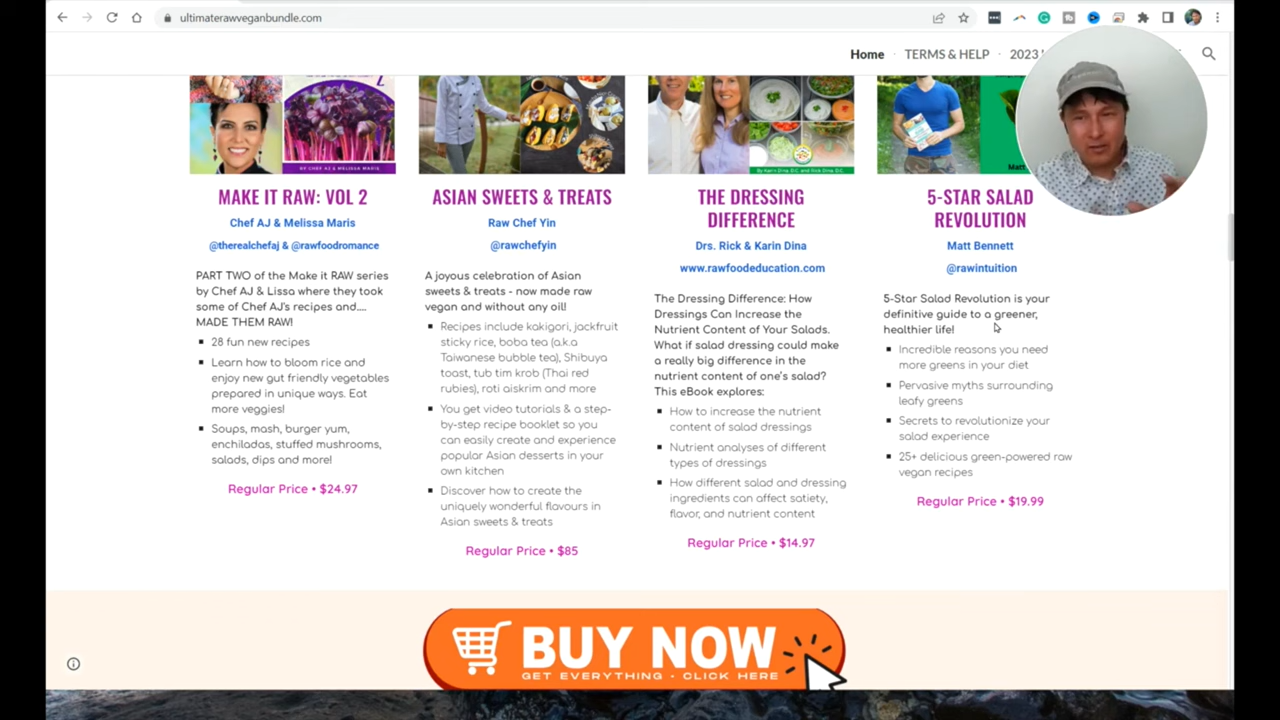 ultimaterawveganbundle.com
Home · TERMS & HELP · 2023
BY CHEF AJ & MELISSA MARIS
By Karin Dina, D.C. and Rick Dina, D.C.
Matt
MAKE IT RAW: VOL 2
Chef AJ & Melissa Maris
@therealchefaj & @rawfoodromance
PART TWO of the Make it RAW series
by Chef AJ & Lissa where they took
some of Chef AJ's recipes and....
MADE THEM RAW!
▪ 28 fun new recipes
▪ Learn how to bloom rice and
enjoy new gut friendly vegetables
prepared in unique ways. Eat
more veggies!
▪ Soups, mash, burger yum,
enchiladas, stuffed mushrooms,
salads, dips and more!
Regular Price • $24.97
ASIAN SWEETS & TREATS
Raw Chef Yin
@rawchefyin
A joyous celebration of Asian
sweets & treats - now made raw
vegan and without any oil!
▪ Recipes include kakigori, jackfruit
sticky rice, boba tea (a.k.a
Taiwanese bubble tea), Shibuya
toast, tub tim krob (Thai red
rubies), roti aiskrim and more
▪ You get video tutorials & a step-
by-step recipe booklet so you
can easily create and experience
popular Asian desserts in your
own kitchen
▪ Discover how to create the
uniquely wonderful flavours in
Asian sweets & treats
Regular Price • $85
THE DRESSING
DIFFERENCE
Drs. Rick & Karin Dina
www.rawfoodeducation.com
The Dressing Difference: How
Dressings Can Increase the
Nutrient Content of Your Salads.
What if salad dressing could make
a really big difference in the
nutrient content of one's salad?
This eBook explores:
▪ How to increase the nutrient
content of salad dressings
▪ Nutrient analyses of different
types of dressings
▪ How different salad and dressing
ingredients can affect satiety,
flavor, and nutrient content
Regular Price • $14.97
5-STAR SALAD
REVOLUTION
Matt Bennett
@rawintuition
5-Star Salad Revolution is your
definitive guide to a greener,
healthier life!
▪ Incredible reasons you need
more greens in your diet
▪ Pervasive myths surrounding
leafy greens
▪ Secrets to revolutionize your
salad experience
▪ 25+ delicious green-powered raw
vegan recipes
Regular Price • $19.99
BUY NOW
GET EVERYTHING • CLICK HERE